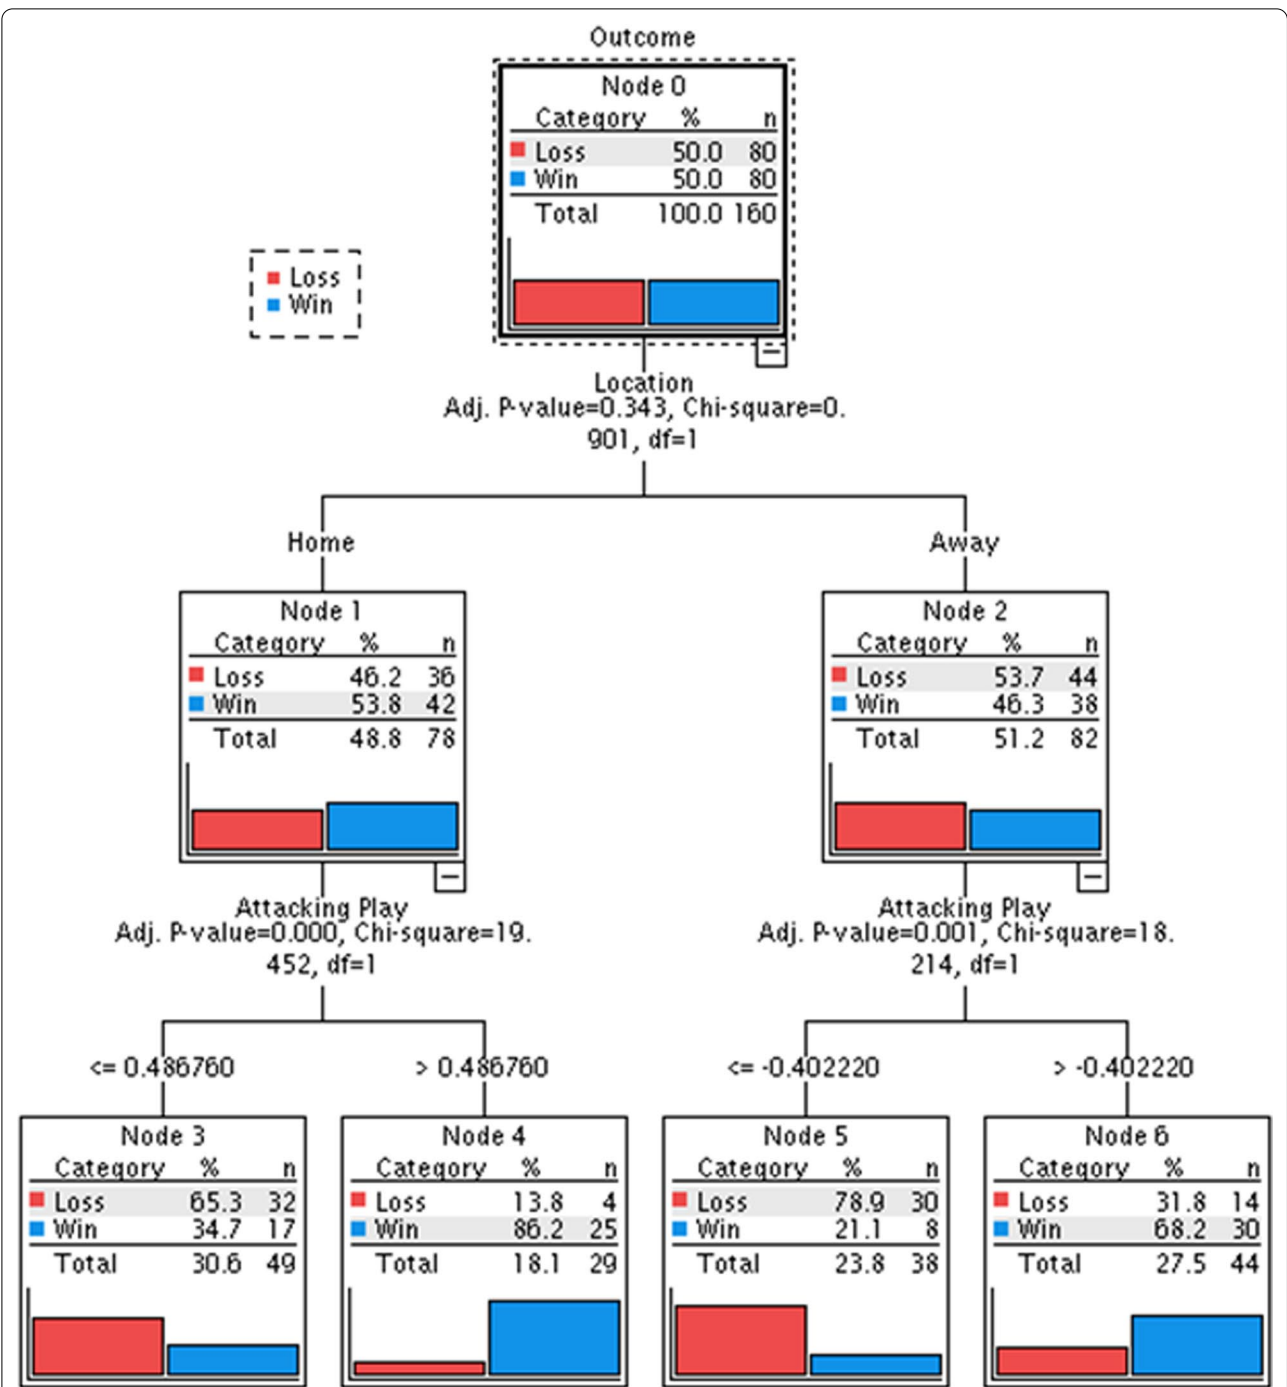 Outcome
Node 0
Category % n
Loss 50.0 80
Win 50.0 80
Total 100.0 160
Loss
Win
Location
Adj. P-value=0.343, Chi-square=0.
901, df=1
Home
Away
Node 1
Category % n
Loss 46.2 36
Win 53.8 42
Total 48.8 78
Node 2
Category % n
Loss 53.7 44
Win 46.3 38
Total 51.2 82
Attacking Play
Adj. P-value=0.000, Chi-square=19.
452, df=1
Attacking Play
Adj. P-value=0.001, Chi-square=18.
214, df=1
<= 0.486760
> 0.486760
<= -0.402220
> -0.402220
Node 3
Category % n
Loss 65.3 32
Win 34.7 17
Total 30.6 49
Node 4
Category % n
Loss 13.8 4
Win 86.2 25
Total 18.1 29
Node 5
Category % n
Loss 78.9 30
Win 21.1 8
Total 23.8 38
Node 6
Category % n
Loss 31.8 14
Win 68.2 30
Total 27.5 44